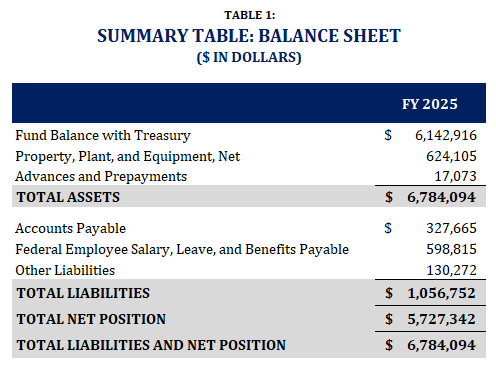 TABLE 1:
SUMMARY TABLE: BALANCE SHEET
($ IN DOLLARS)
FY 2025
Fund Balance with Treasury $ 6,142,916
Property, Plant, and Equipment, Net 624,105
Advances and Prepayments 17,073
TOTAL ASSETS $ 6,784,094
Accounts Payable $ 327,665
Federal Employee Salary, Leave, and Benefits Payable 598,815
Other Liabilities 130,272
TOTAL LIABILITIES $ 1,056,752
TOTAL NET POSITION $ 5,727,342
TOTAL LIABILITIES AND NET POSITION $ 6,784,094